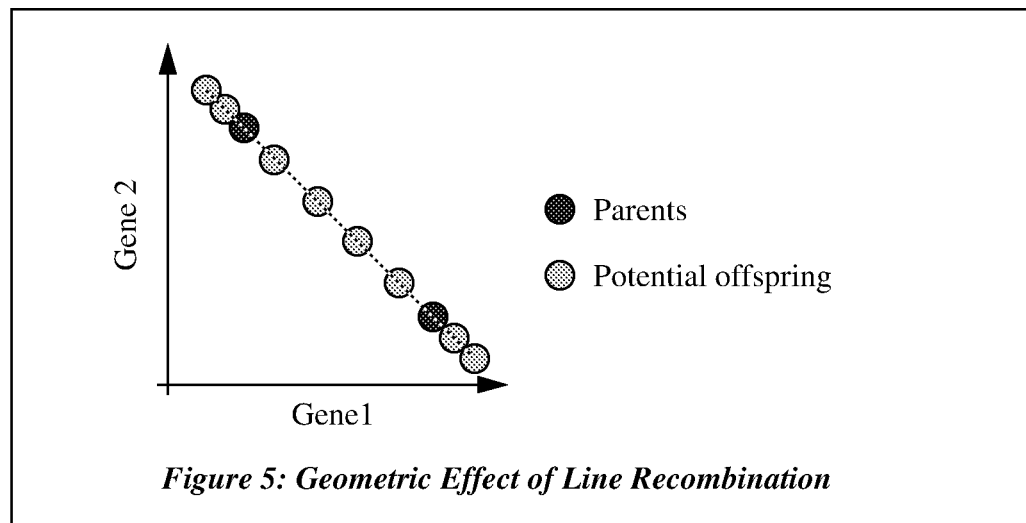 Gene 2
Parents
Potential offspring
Gene1
Figure 5: Geometric Effect of Line Recombination